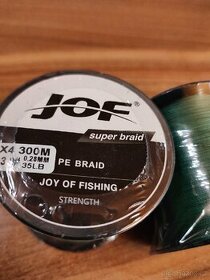 JOF
super braid
X4 300M
0.28MM
35LB
PE BRAID
JOY OF FISHING
STRENGTH